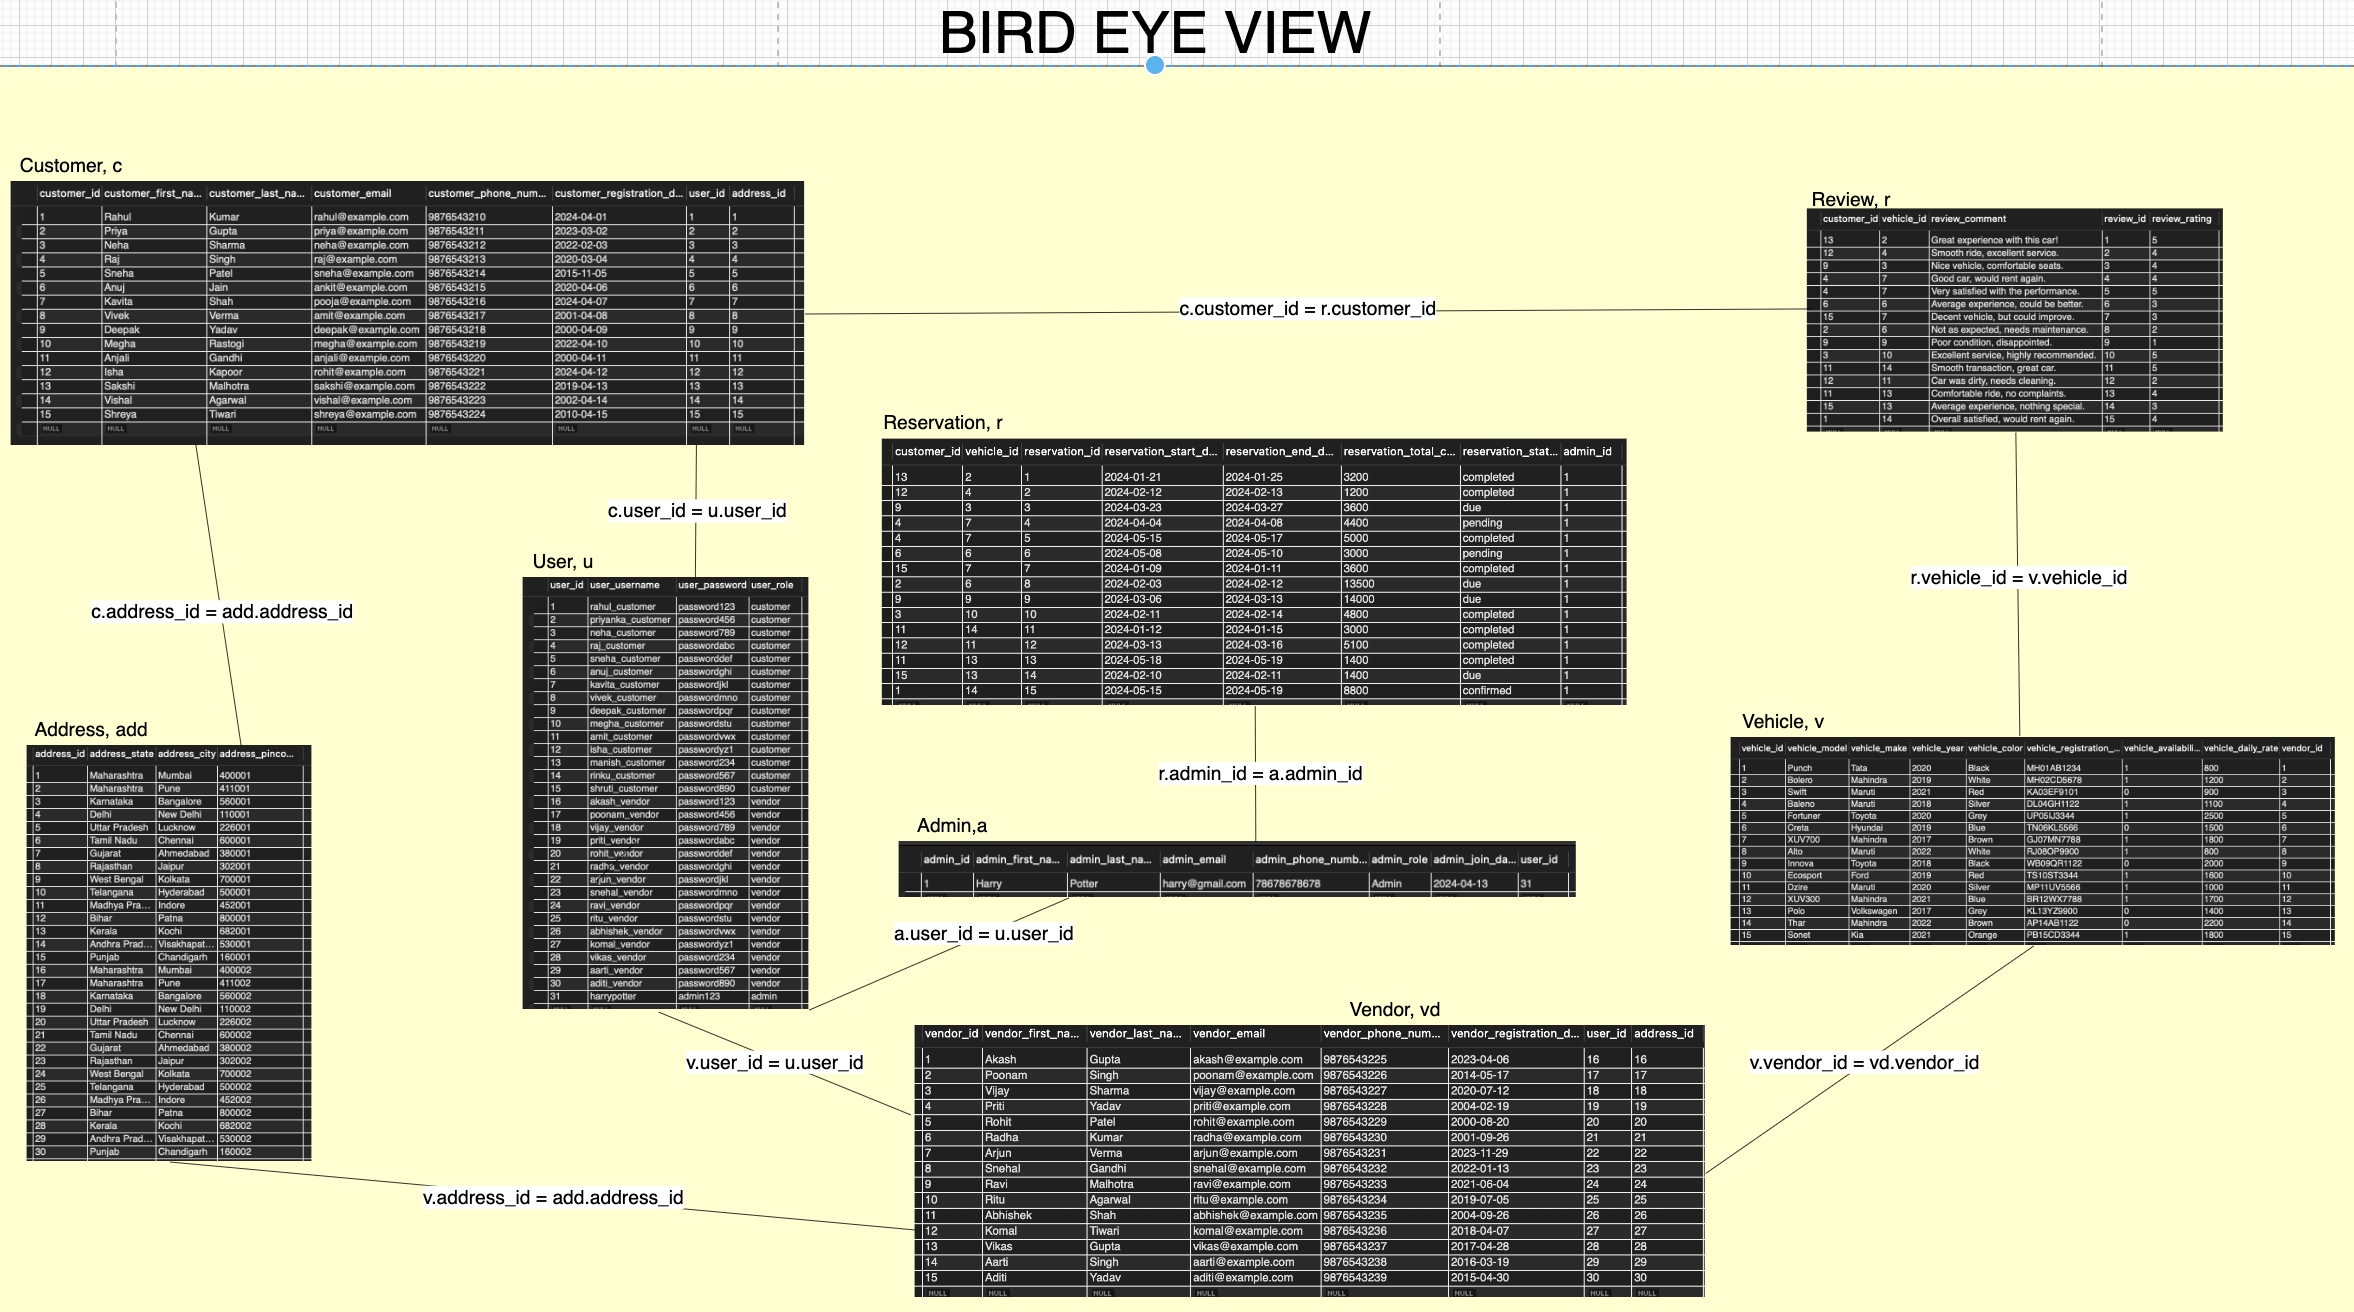 BIRD EYE VIEW
Customer, c
customer_id customer_first_na... customer_last_na... customer_email customer_phone_num... customer_registration_d... user_id address_id
1 Rahul Kumar rahul@example.com 9876543210 2024-04-01 1 1
2 Priya Gupta priya@example.com 9876543211 2023-03-02 2 2
3 Neha Sharma neha@example.com 9876543212 2022-02-03 3 3
4 Raj Singh raj@example.com 9876543213 2020-03-04 4 4
5 Sneha Patel sneha@example.com 9876543214 2015-11-05 5 5
6 Anuj Jain ankit@example.com 9876543215 2020-04-06 6 6
7 Kavita Shah pooja@example.com 9876543216 2024-04-07 7 7
8 Vivek Verma amit@example.com 9876543217 2001-04-08 8 8
9 Deepak Yadav deepak@example.com 9876543218 2000-04-09 9 9
10 Megha Rastogi megha@example.com 9876543219 2022-04-10 10 10
11 Anjali Gandhi anjali@example.com 9876543220 2000-04-11 11 11
12 Isha Kapoor rohit@example.com 9876543221 2024-04-12 12 12
13 Sakshi Malhotra sakshi@example.com 9876543222 2019-04-13 13 13
14 Vishal Agarwal vishal@example.com 9876543223 2002-04-14 14 14
15 Shreya Tiwari shreya@example.com 9876543224 2010-04-15 15 15
NULL NULL NULL NULL NULL NULL NULL NULL
Review, r
customer_id vehicle_id review_comment review_id review_rating
13 2 Great experience with this car! 1 5
12 4 Smooth ride, excellent service. 2 4
9 3 Nice vehicle, comfortable seats. 3 4
4 7 Good car, would rent again. 4 4
4 7 Very satisfied with the performance. 5 5
6 6 Average experience, could be better. 6 3
15 7 Decent vehicle, but could improve. 7 3
2 6 Not as expected, needs maintenance. 8 2
9 9 Poor condition, disappointed. 9 1
3 10 Excellent service, highly recommended. 10 5
11 14 Smooth transaction, great car. 11 5
12 11 Car was dirty, needs cleaning. 12 2
11 13 Comfortable ride, no complaints. 13 4
15 13 Average experience, nothing special. 14 3
1 14 Overall satisfied, would rent again. 15 4
c.customer_id = r.customer_id
Reservation, r
customer_id vehicle_id reservation_id reservation_start_d... reservation_end_d... reservation_total_c... reservation_stat... admin_id
13 2 1 2024-01-21 2024-01-25 3200 completed 1
12 4 2 2024-02-12 2024-02-13 1200 completed 1
9 3 3 2024-03-23 2024-03-27 3600 due 1
4 7 4 2024-04-04 2024-04-08 4400 pending 1
4 7 5 2024-05-15 2024-05-17 5000 completed 1
6 6 6 2024-05-08 2024-05-10 3000 pending 1
15 7 7 2024-01-09 2024-01-11 3600 completed 1
2 6 8 2024-02-03 2024-02-12 13500 due 1
9 9 9 2024-03-06 2024-03-13 14000 due 1
3 10 10 2024-02-11 2024-02-14 4800 completed 1
11 14 11 2024-01-12 2024-01-15 3000 completed 1
12 11 12 2024-03-13 2024-03-16 5100 completed 1
11 13 13 2024-05-18 2024-05-19 1400 completed 1
15 13 14 2024-02-10 2024-02-11 1400 due 1
1 14 15 2024-05-15 2024-05-19 8800 confirmed 1
c.user_id = u.user_id
c.address_id = add.address_id
r.vehicle_id = v.vehicle_id
User, u
user_id user_username user_password user_role
1 rahul_customer password123 customer
2 priyanka_customer password456 customer
3 neha_customer password789 customer
4 raj_customer passwordabc customer
5 sneha_customer passworddef customer
6 anuj_customer passwordghi customer
7 kavita_customer passwordjkl customer
8 vivek_customer passwordmno customer
9 deepak_customer passwordpqr customer
10 megha_customer passwordstu customer
11 amit_customer passwordvwx customer
12 isha_customer passwordyz1 customer
13 manish_customer password234 customer
14 rinku_customer password567 customer
15 shruti_customer password890 customer
16 akash_vendor password123 vendor
17 poonam_vendor password456 vendor
18 vijay_vendor password789 vendor
19 priti_vendor passwordabc vendor
20 rohit_vendor passworddef vendor
21 radha_vendor passwordghi vendor
22 arjun_vendor passwordjkl vendor
23 snehal_vendor passwordmno vendor
24 ravi_vendor passwordpqr vendor
25 ritu_vendor passwordstu vendor
26 abhishek_vendor passwordvwx vendor
27 komal_vendor passwordyz1 vendor
28 vikas_vendor password234 vendor
29 aarti_vendor password567 vendor
30 aditi_vendor password890 vendor
31 harrypotter admin123 admin
Address, add
address_id address_state address_city address_pinco...
1 Maharashtra Mumbai 400001
2 Maharashtra Pune 411001
3 Karnataka Bangalore 560001
4 Delhi New Delhi 110001
5 Uttar Pradesh Lucknow 226001
6 Tamil Nadu Chennai 600001
7 Gujarat Ahmedabad 380001
8 Rajasthan Jaipur 302001
9 West Bengal Kolkata 700001
10 Telangana Hyderabad 500001
11 Madhya Pra... Indore 452001
12 Bihar Patna 800001
13 Kerala Kochi 682001
14 Andhra Prad... Visakhapat... 530001
15 Punjab Chandigarh 160001
16 Maharashtra Mumbai 400002
17 Maharashtra Pune 411002
18 Karnataka Bangalore 560002
19 Delhi New Delhi 110002
20 Uttar Pradesh Lucknow 226002
21 Tamil Nadu Chennai 600002
22 Gujarat Ahmedabad 380002
23 Rajasthan Jaipur 302002
24 West Bengal Kolkata 700002
25 Telangana Hyderabad 500002
26 Madhya Pra... Indore 452002
27 Bihar Patna 800002
28 Kerala Kochi 682002
29 Andhra Prad... Visakhapat... 530002
30 Punjab Chandigarh 160002
Vehicle, v
vehicle_id vehicle_model vehicle_make vehicle_year vehicle_color vehicle_registration_... vehicle_availabili... vehicle_daily_rate vendor_id
1 Punch Tata 2020 Black MH01AB1234 1 800 1
2 Bolero Mahindra 2019 White MH02CD5678 1 1200 2
3 Swift Maruti 2021 Red KA03EF9101 0 900 3
4 Baleno Maruti 2018 Silver DL04GH1122 1 1100 4
5 Fortuner Toyota 2020 Grey UP05IJ3344 1 2500 5
6 Creta Hyundai 2019 Blue TN06KL5566 0 1500 6
7 XUV700 Mahindra 2017 Brown GJ07MN7788 1 1800 7
8 Alto Maruti 2022 White RJ08OP9900 1 800 8
9 Innova Toyota 2018 Black WB09QR1122 0 2000 9
10 Ecosport Ford 2019 Red TS10ST3344 1 1600 10
11 Dzire Maruti 2020 Silver MP11UV5566 1 1000 11
12 XUV300 Mahindra 2021 Blue BR12WX7788 1 1700 12
13 Polo Volkswagen 2017 Grey KL13YZ9900 0 1400 13
14 Thar Mahindra 2022 Brown AP14AB1122 0 2200 14
15 Sonet Kia 2021 Orange PB15CD3344 1 1800 15
r.admin_id = a.admin_id
Admin,a
admin_id admin_first_na... admin_last_na... admin_email admin_phone_numb... admin_role admin_join_da... user_id
1 Harry Potter harry@gmail.com 78678678678 Admin 2024-04-13 31
a.user_id = u.user_id
Vendor, vd
vendor_id vendor_first_na... vendor_last_na... vendor_email vendor_phone_num... vendor_registration_d... user_id address_id
1 Akash Gupta akash@example.com 9876543225 2023-04-06 16 16
2 Poonam Singh poonam@example.com 9876543226 2014-05-17 17 17
3 Vijay Sharma vijay@example.com 9876543227 2020-07-12 18 18
4 Priti Yadav priti@example.com 9876543228 2004-02-19 19 19
5 Rohit Patel rohit@example.com 9876543229 2000-08-20 20 20
6 Radha Kumar radha@example.com 9876543230 2001-09-26 21 21
7 Arjun Verma arjun@example.com 9876543231 2023-11-29 22 22
8 Snehal Gandhi snehal@example.com 9876543232 2022-01-13 23 23
9 Ravi Malhotra ravi@example.com 9876543233 2021-06-04 24 24
10 Ritu Agarwal ritu@example.com 9876543234 2019-07-05 25 25
11 Abhishek Shah abhishek@example.com 9876543235 2004-09-26 26 26
12 Komal Tiwari komal@example.com 9876543236 2018-04-07 27 27
13 Vikas Gupta vikas@example.com 9876543237 2017-04-28 28 28
14 Aarti Singh aarti@example.com 9876543238 2016-03-19 29 29
15 Aditi Yadav aditi@example.com 9876543239 2015-04-30 30 30
NULL NULL NULL NULL NULL NULL NULL NULL
v.user_id = u.user_id
v.vendor_id = vd.vendor_id
v.address_id = add.address_id